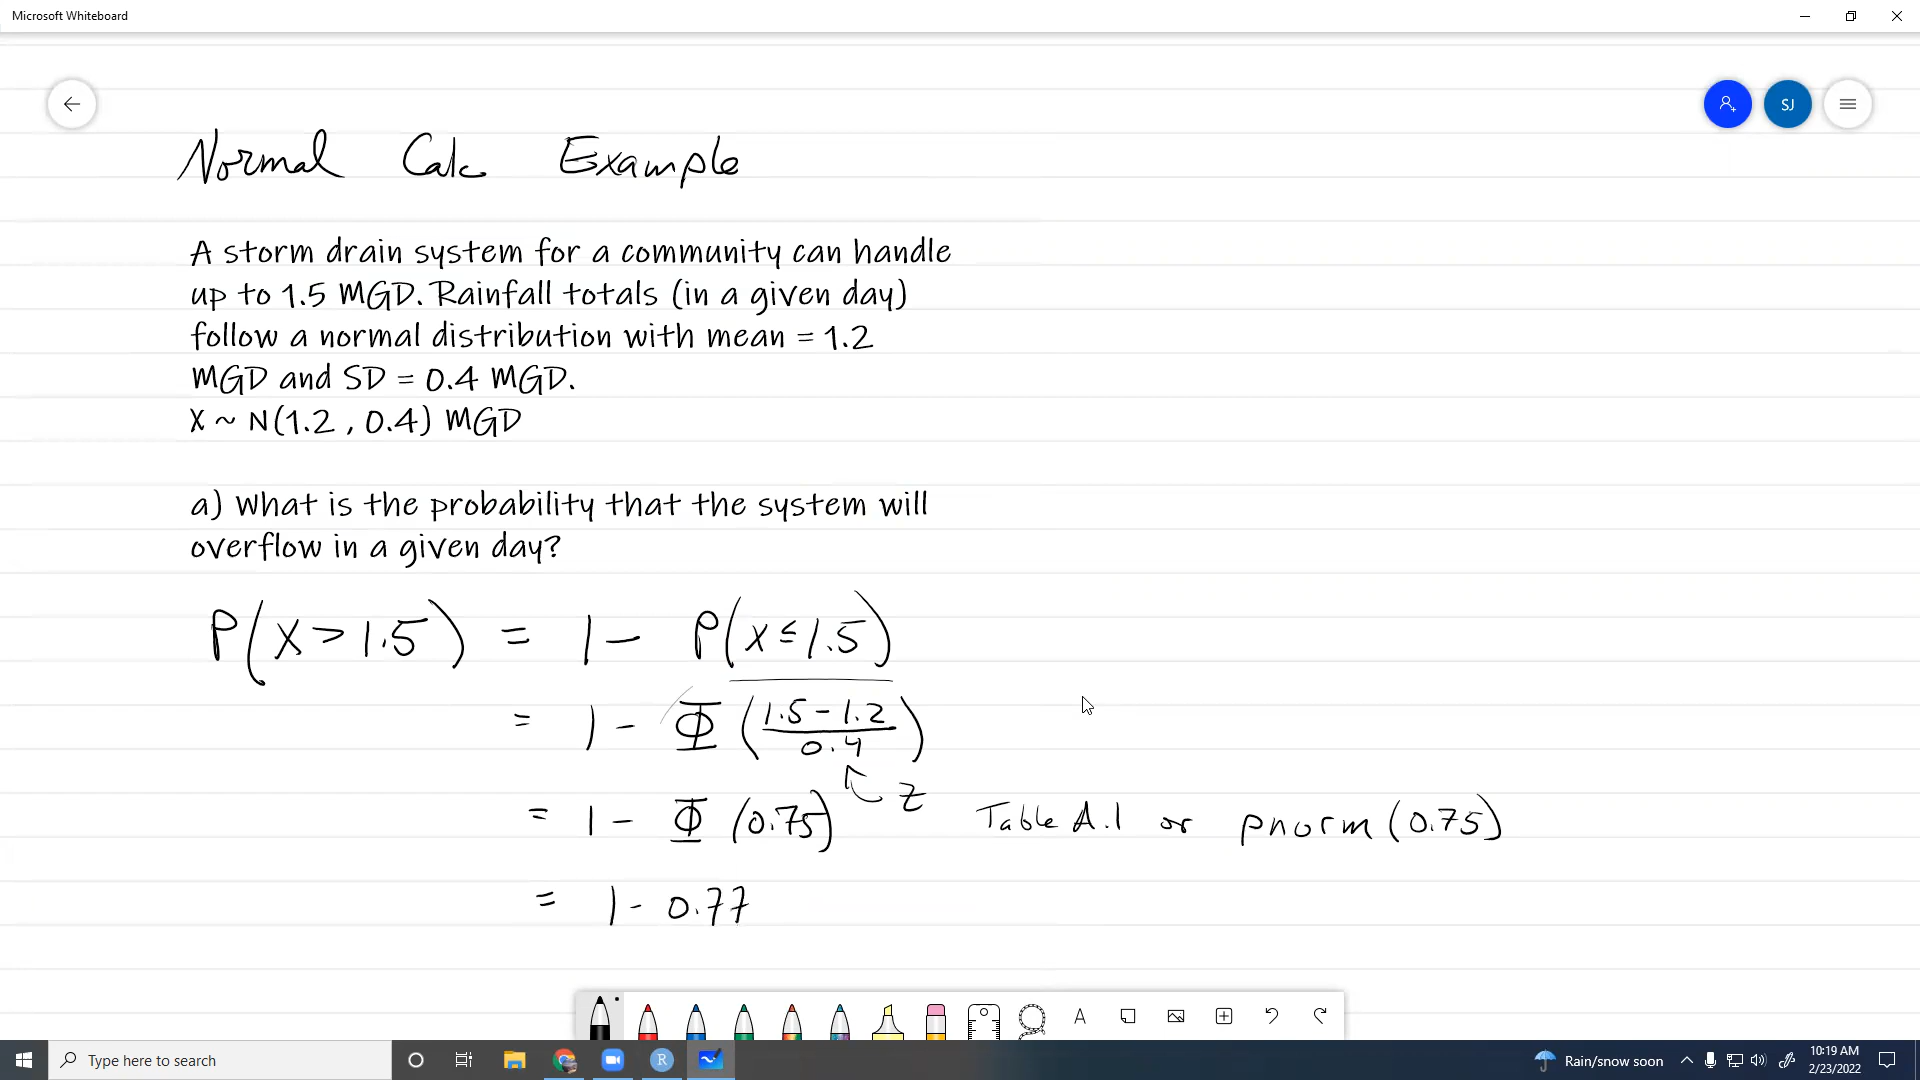 Microsoft Whiteboard
SJ
Normal Calc Example
A storm drain system for a community can handle
up to 1.5 MGD. Rainfall totals (in a given day)
follow a normal distribution with mean = 1.2
MGD and SD = 0.4 MGD.
X ~ N(1.2 , 0.4) MGD
a) What is the probability that the system will
overflow in a given day?
P(X > 1.5) = 1 - P(X ≤ 1.5)
= 1 - Φ (1.5 - 1.2 / 0.4)
z
= 1 - Φ (0.75) Table A.1 or pnorm(0.75)
= 1 - 0.77
A
Type here to search
R
Rain/snow soon
10:19 AM
2/23/2022